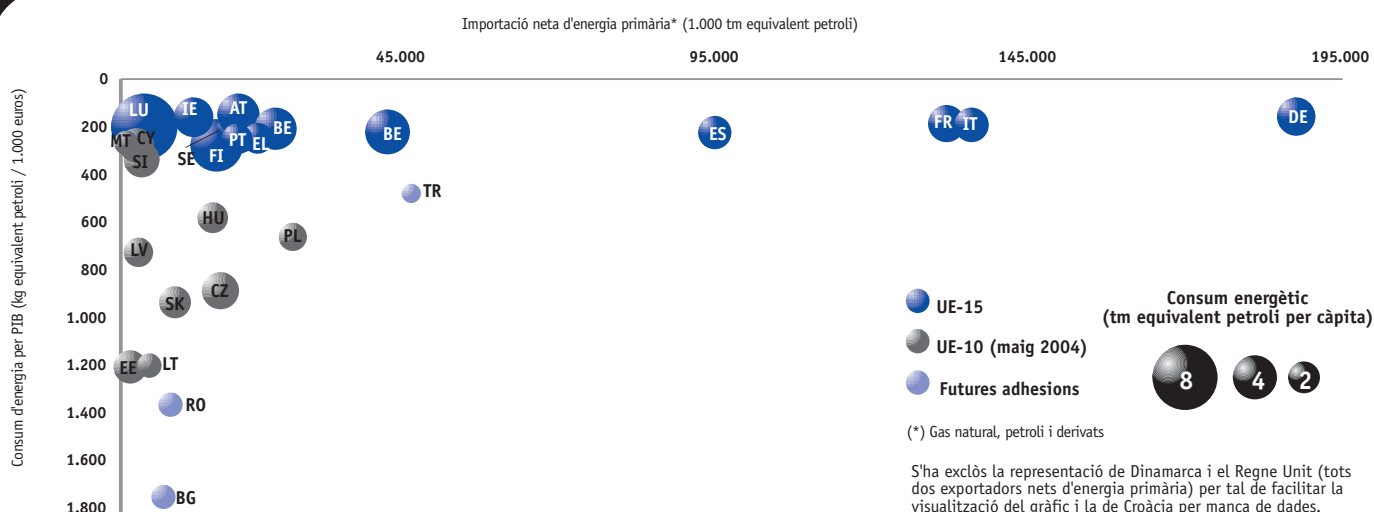 Importació neta d'energia primària* (1.000 tm equivalent petroli)
45.000 95.000 145.000 195.000
Consum d'energia per PIB (kg equivalent petroli / 1.000 euros)
0
200
400
600
800
1.000
1.200
1.400
1.600
1.800
LU IE AT BE BE ES FR IT DE
MT CY SI SE FI PT EL
TR
HU
PL
LV
CZ
SK
EE LT
RO
BG
UE-15
UE-10 (maig 2004)
Futures adhesions
Consum energètic
(tm equivalent petroli per càpita)
8 4 2
(*) Gas natural, petroli i derivats
S'ha exclòs la representació de Dinamarca i el Regne Unit (tots
dos exportadors nets d'energia primària) per tal de facilitar la
visualització del gràfic i la de Croàcia per manca de dades.